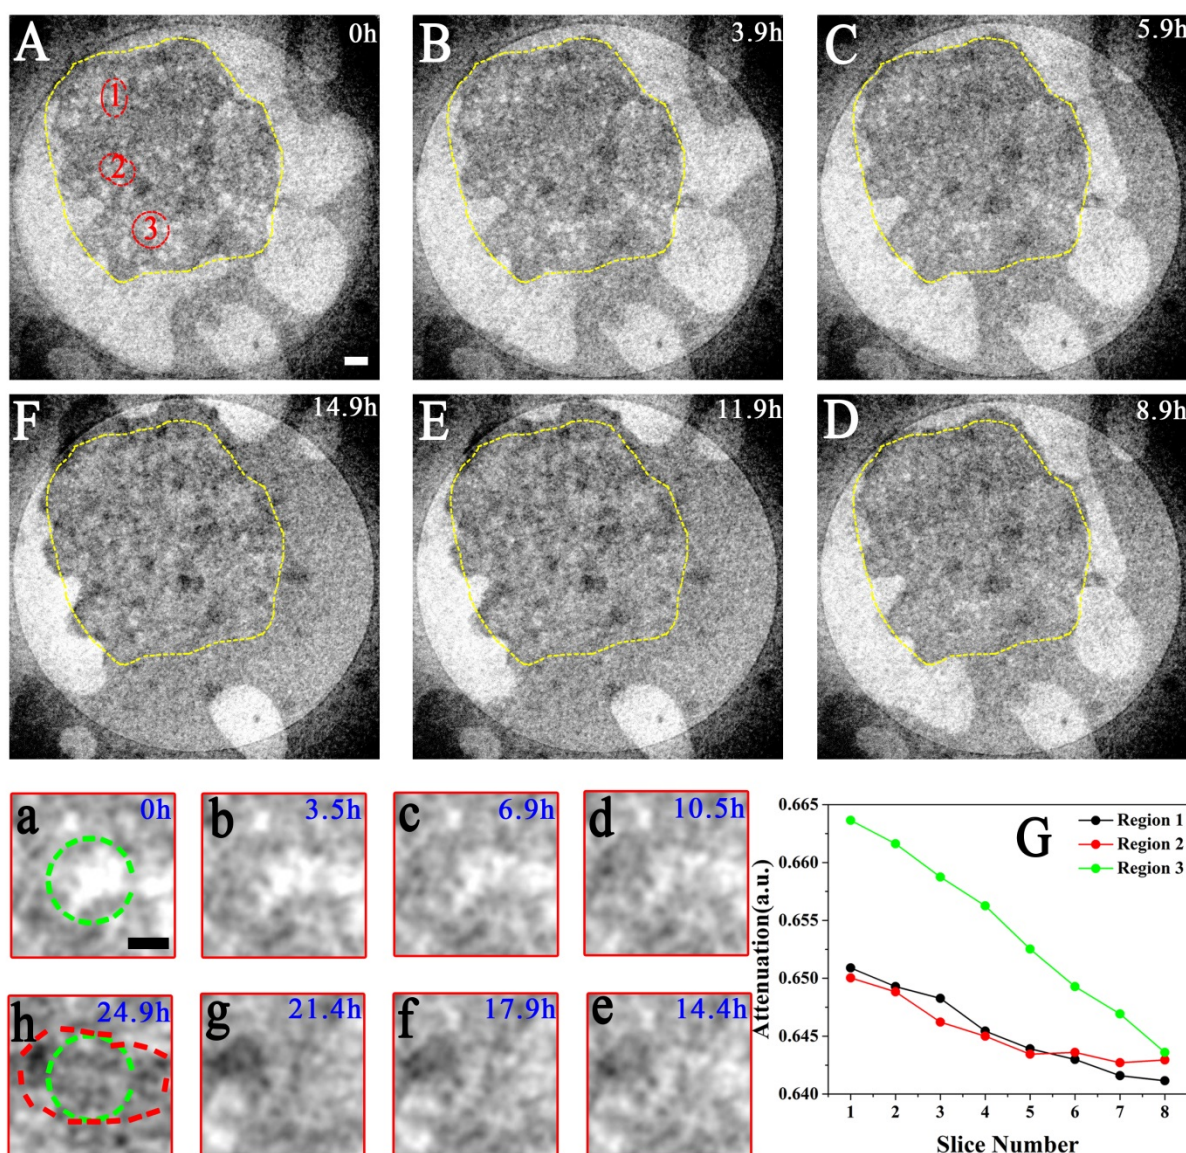 A 0h
B 3.9h
C 5.9h
1
2
3
F 14.9h
E 11.9h
D 8.9h
a 0h
b 3.5h
c 6.9h
d 10.5h
h 24.9h
g 21.4h
f 17.9h
e 14.4h
G
Region 1
Region 2
Region 3
0.665
0.660
0.655
0.650
0.645
0.640
Attenuation(a.u.)
1 2 3 4 5 6 7 8
Slice Number